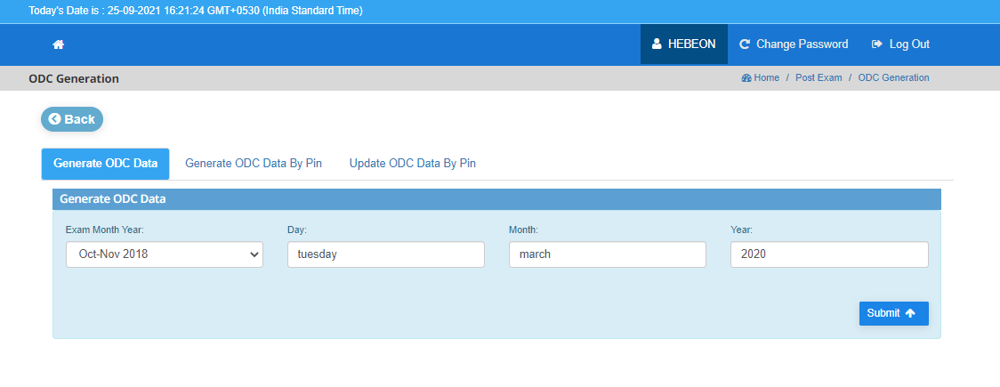 Today's Date is : 25-09-2021 16:21:24 GMT+0530 (India Standard Time)
HEBEON Change Password Log Out
ODC Generation Home / Post Exam / ODC Generation
Back
Generate ODC Data Generate ODC Data By Pin Update ODC Data By Pin
Generate ODC Data
Exam Month Year: Day: Month: Year:
Oct-Nov 2018 tuesday march 2020
Submit